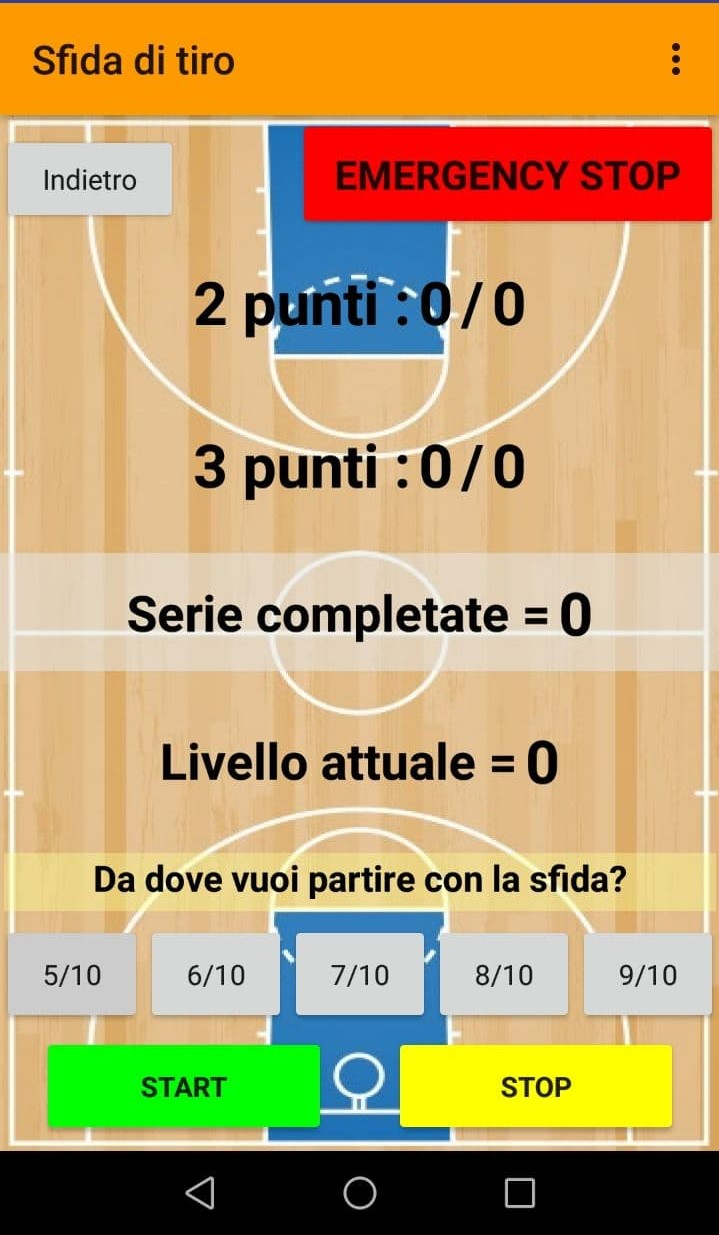 Sfida di tiro
Indietro
EMERGENCY STOP
2 punti : 0 / 0
3 punti : 0 / 0
Serie completate = 0
Livello attuale = 0
Da dove vuoi partire con la sfida?
5/10 6/10 7/10 8/10 9/10
START STOP